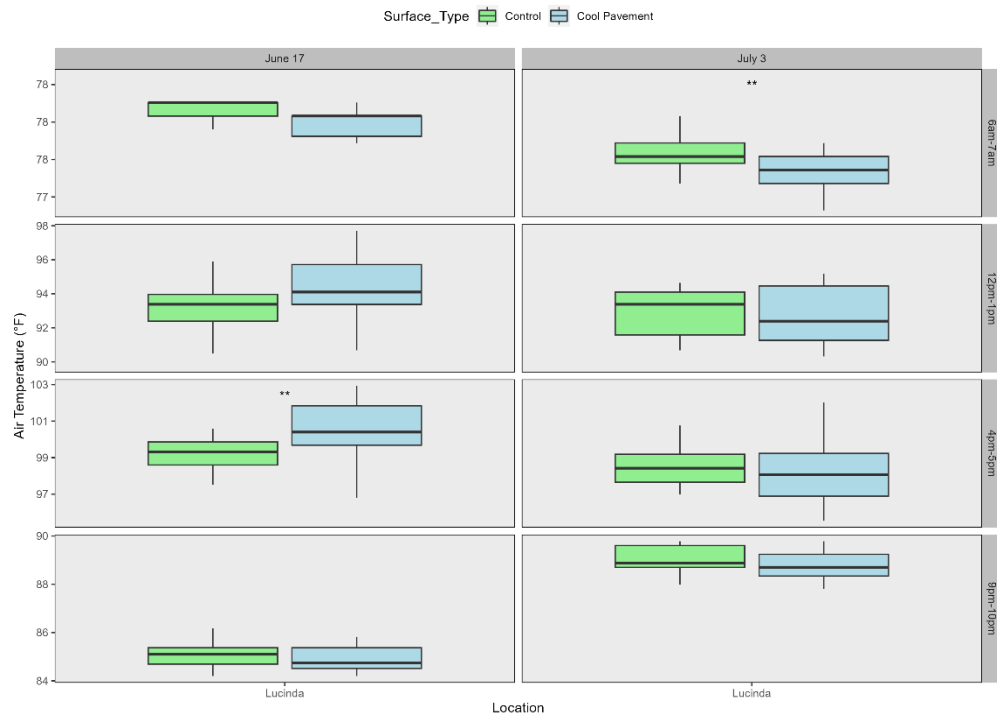 Surface_Type Control Cool Pavement
June 17 July 3
78
78
78
77
**
6am-7am
98
96
94
92
90
12pm-1pm
Air Temperature (°F)
103
101
99
97
**
4pm-5pm
90
88
86
84
9pm-10pm
Lucinda Lucinda
Location